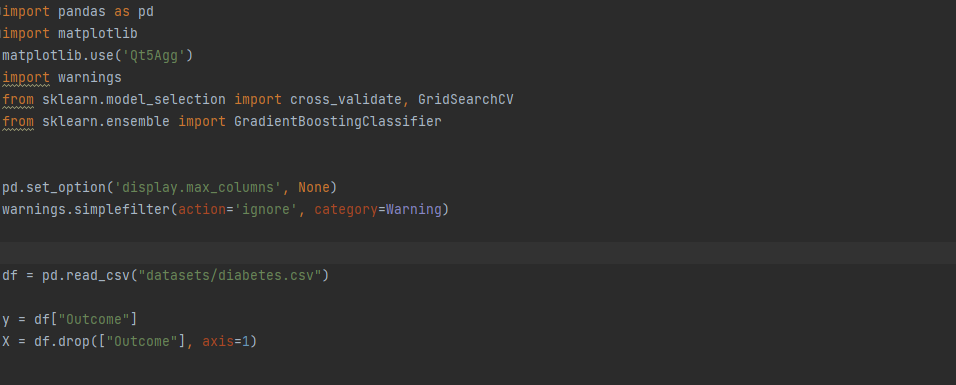 import pandas as pd
import matplotlib
matplotlib.use('Qt5Agg')
import warnings
from sklearn.model_selection import cross_validate, GridSearchCV
from sklearn.ensemble import GradientBoostingClassifier
pd.set_option('display.max_columns', None)
warnings.simplefilter(action='ignore', category=Warning)
df = pd.read_csv("datasets/diabetes.csv")
y = df["Outcome"]
X = df.drop(["Outcome"], axis=1)